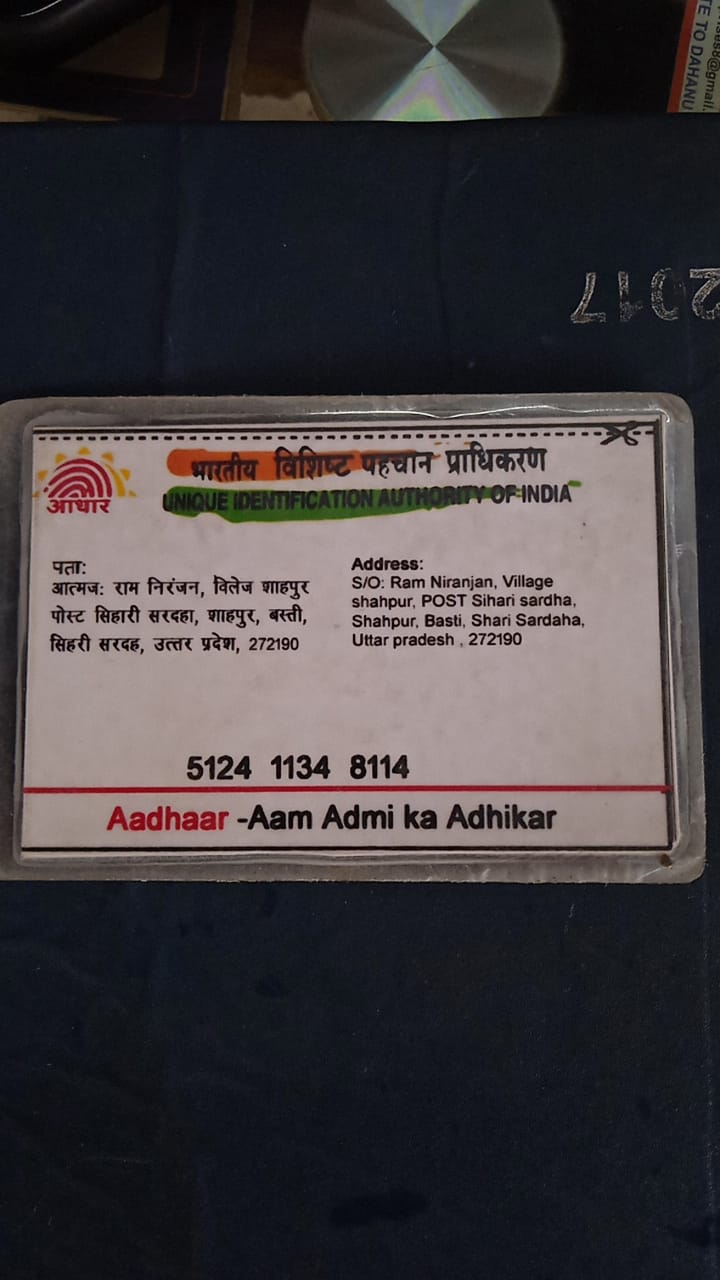 3658@gmail.
TE TO DAHANU
2017
भारतीय विशिष्ट पहचान प्राधिकरण
UNIQUE IDENTIFICATION AUTHORITY OF INDIA
आधार
पता:
आत्मज: राम निरंजन, विलेज शाहपुर
पोस्ट सिहारी सरदहा, शाहपुर, बस्ती,
सिहरी सरदह, उत्तर प्रदेश, 272190
Address:
S/O: Ram Niranjan, Village
shahpur, POST Sihari sardha,
Shahpur, Basti, Shari Sardaha,
Uttar pradesh , 272190
5124 1134 8114
Aadhaar -Aam Admi ka Adhikar